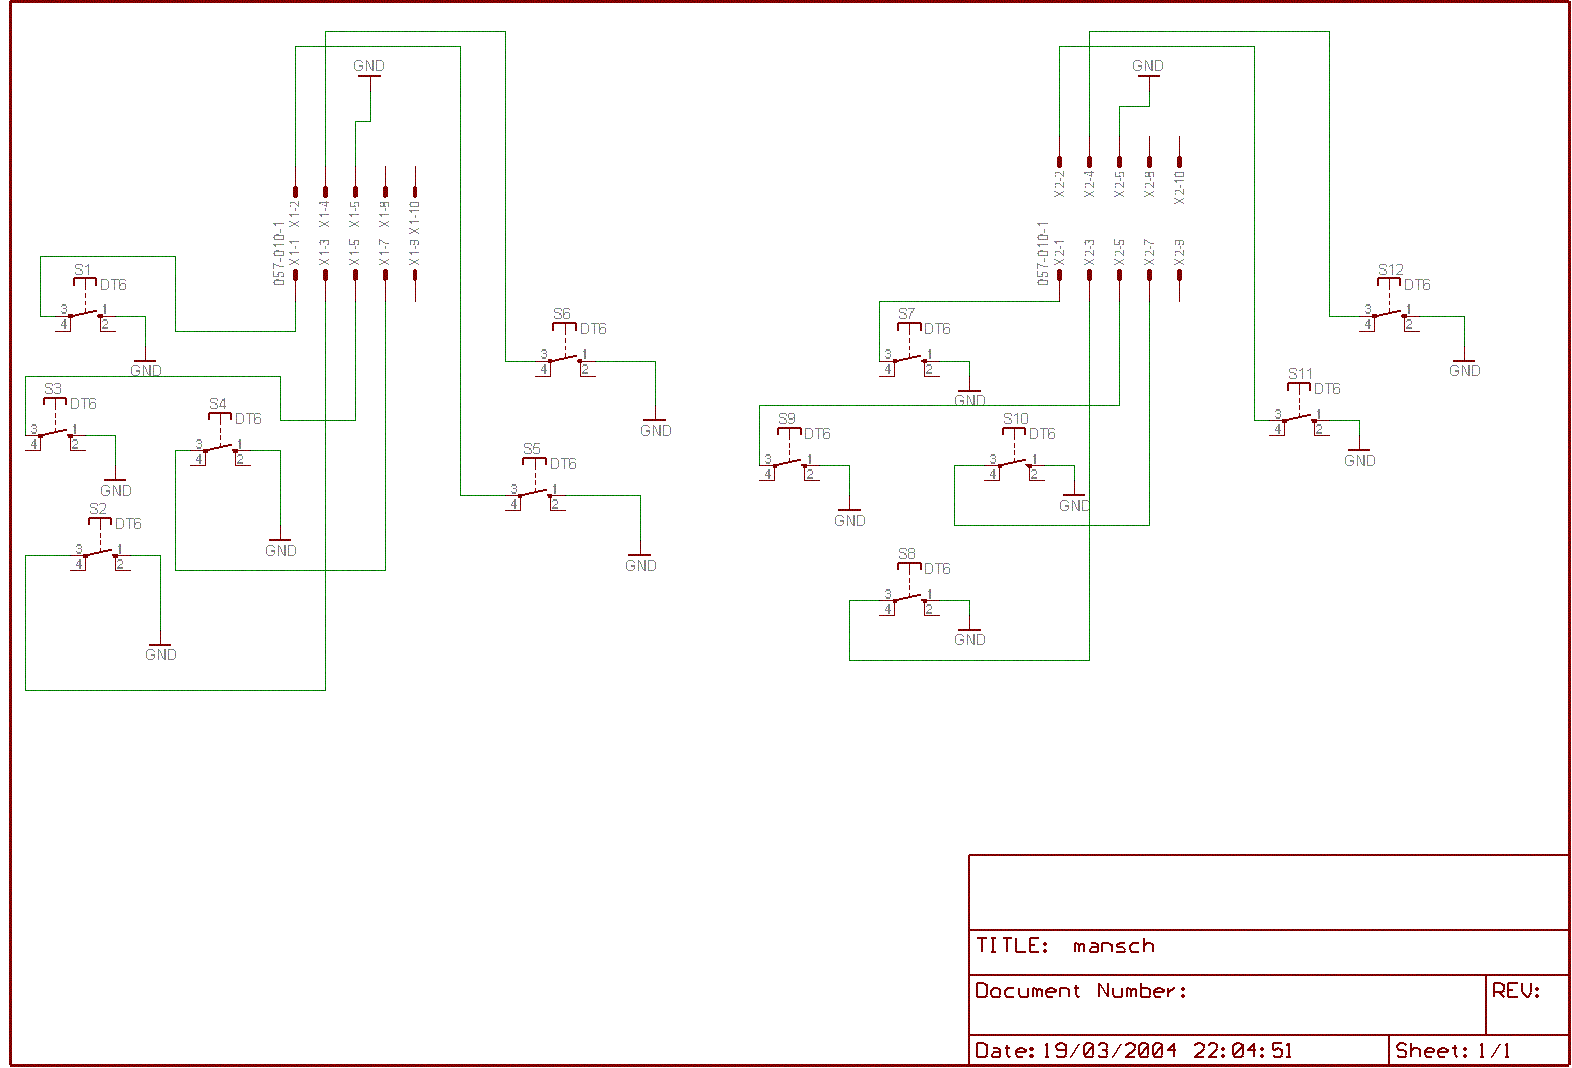 GND
GND
X1-2
X1-4
X1-6
X1-8
X1-10
057-010-1
X1-1
X1-3
X1-5
X1-7
X1-9
X2-2
X2-4
X2-6
X2-8
X2-10
057-010-1
X2-1
X2-3
X2-5
X2-7
X2-9
S1
DT6
3 1
4 2
GND
S3
DT6
3 1
4 2
GND
S4
DT6
3 1
4 2
GND
S2
DT6
3 1
4 2
GND
S6
DT6
3 1
4 2
GND
S5
DT6
3 1
4 2
GND
S7
DT6
3 1
4 2
GND
S9
DT6
3 1
4 2
GND
S10
DT6
3 1
4 2
GND
S8
DT6
3 1
4 2
GND
S12
DT6
3 1
4 2
GND
S11
DT6
3 1
4 2
GND
TITLE: mansch
Document Number:
REV:
Date: 19/03/2004 22:04:51
Sheet: 1/1